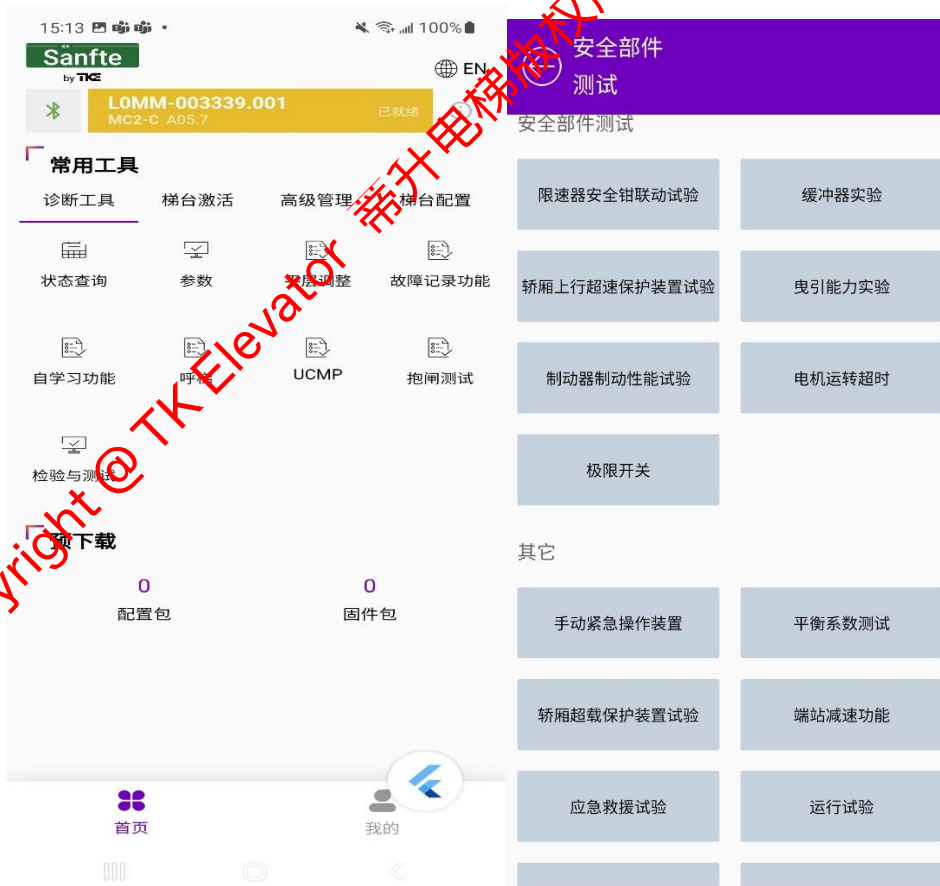 15:13
100%
Sanfte
by TKE
EN
L0MM-003339.001
MC2-C A05.7
已就绪
常用工具
诊断工具 梯台激活 高级管理 梯台配置
状态查询 参数 平层调整 故障记录功能
自学习功能 呼梯 UCMP 抱闸测试
检验与测试
预下载
0 0
配置包 固件包
首页 我的
安全部件
测试
安全部件测试
限速器安全钳联动试验 缓冲器实验
轿厢上行超速保护装置试验 曳引能力实验
制动器制动性能试验 电机运转超时
极限开关
其它
手动紧急操作装置 平衡系数测试
轿厢超载保护装置试验 端站减速功能
应急救援试验 运行试验
yright @ TK Elevator 蒂升电梯版权